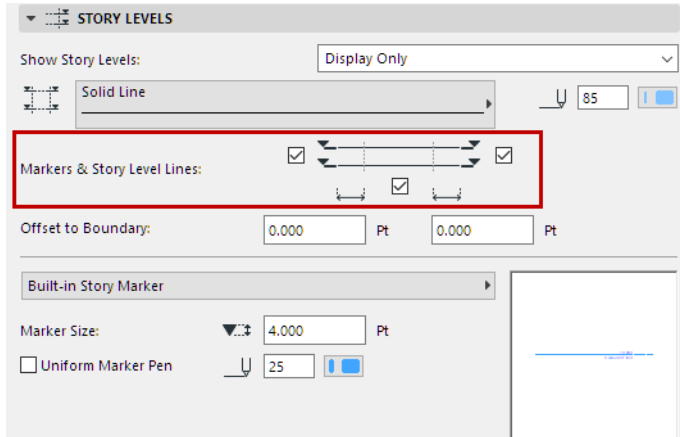 STORY LEVELS
Show Story Levels: Display Only
Solid Line 85
Markers & Story Level Lines:
Offset to Boundary: 0.000 Pt 0.000 Pt
Built-in Story Marker
Marker Size: 4.000 Pt
Uniform Marker Pen 25